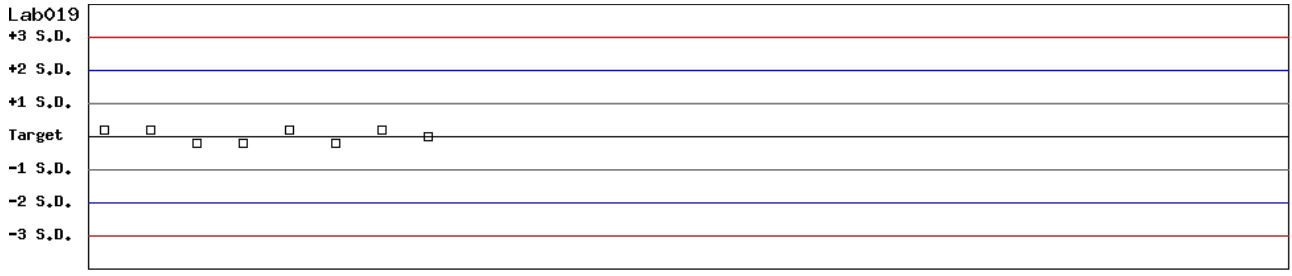 Lab019
+3 S.D.
+2 S.D.
+1 S.D.
Target
-1 S.D.
-2 S.D.
-3 S.D.